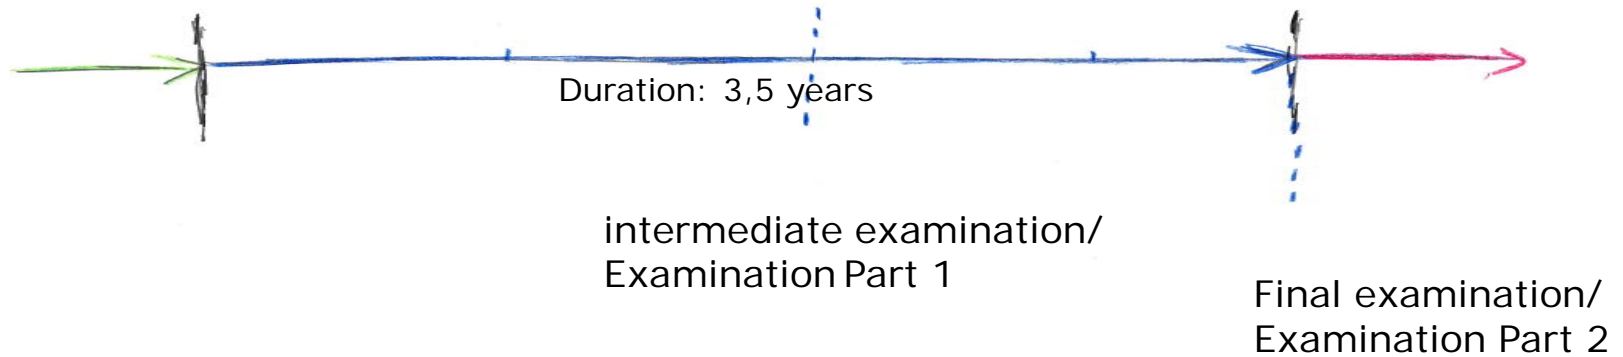 Duration: 3,5 years
intermediate examination/
Examination Part 1
Final examination/
Examination Part 2